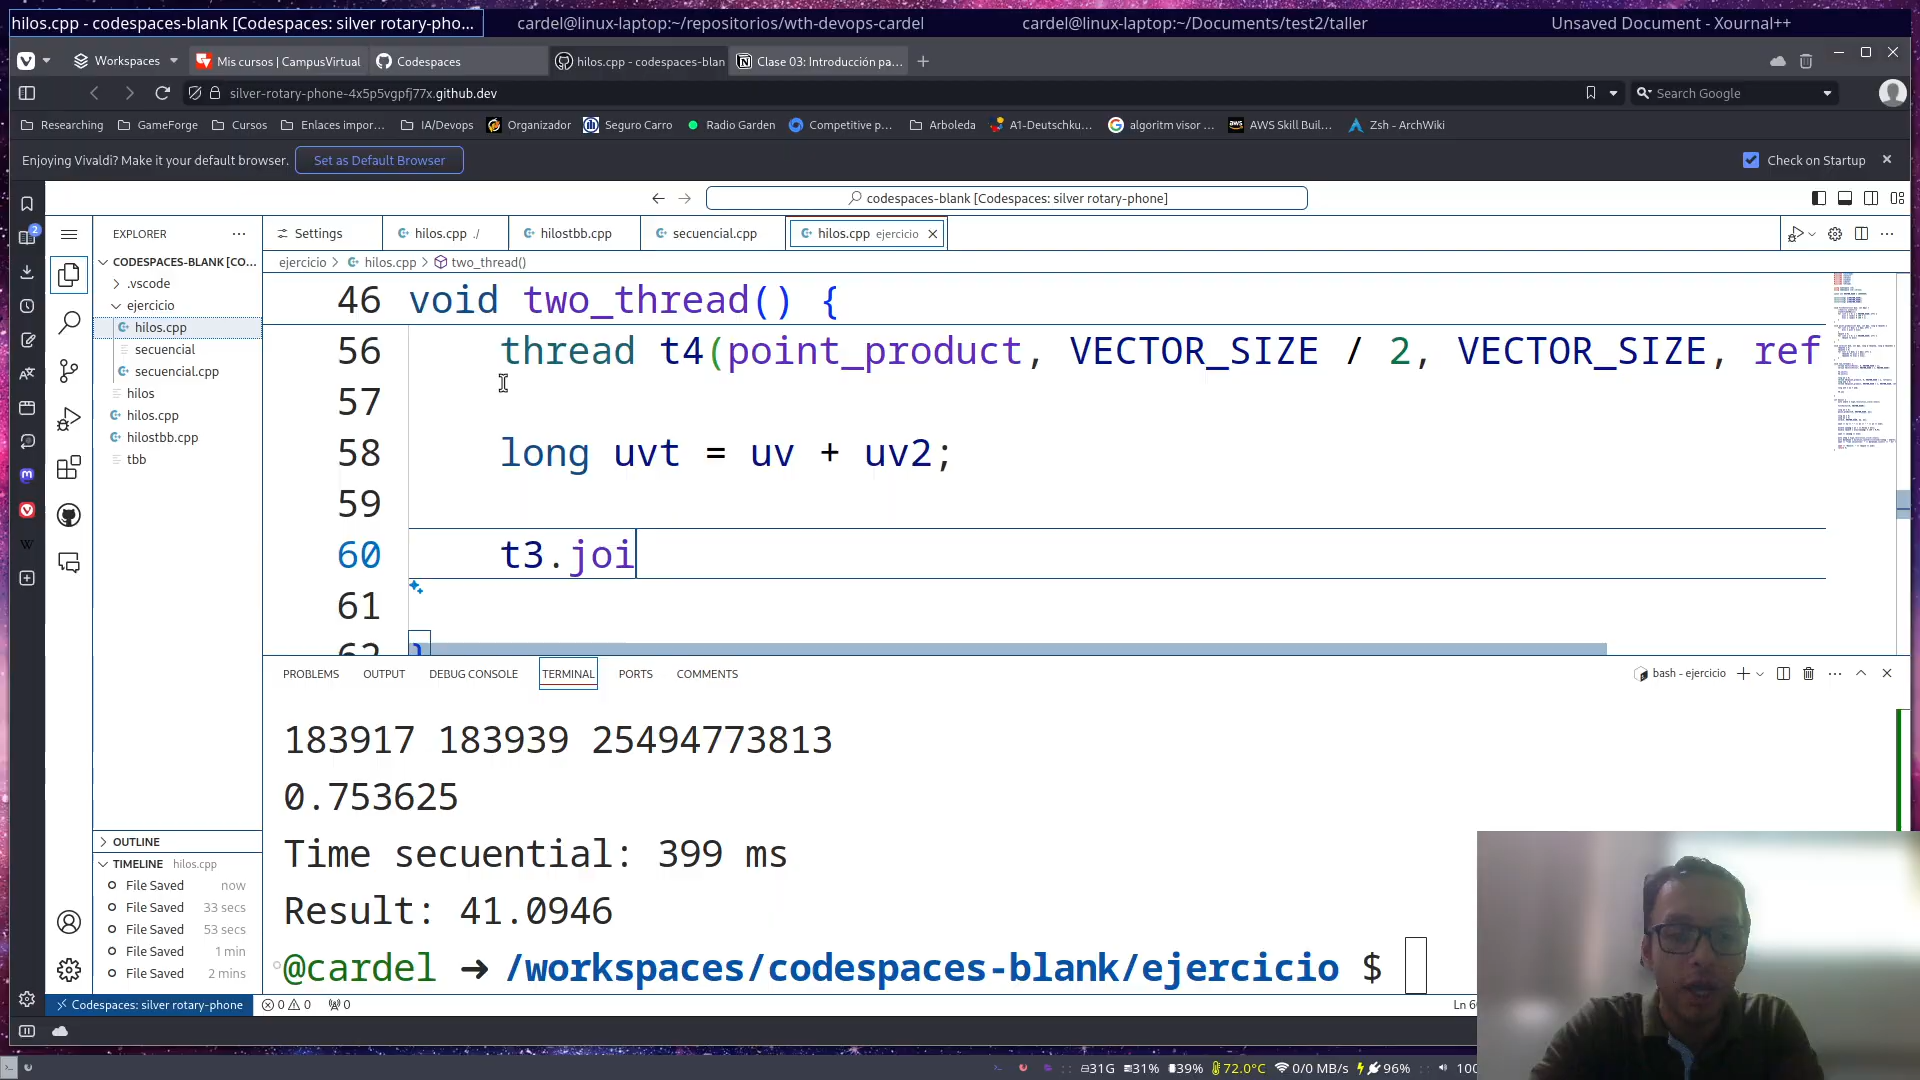 hilos.cpp - codespaces-blank [Codespaces: silver rotary-pho...
cardel@linux-laptop:~/repositorios/wth-devops-cardel
cardel@linux-laptop:~/Documents/test2/taller
Unsaved Document - Xournal++
Workspaces
Mis cursos | CampusVirtual
Codespaces
hilos.cpp - codespaces-blan
Clase 03: Introducción pa...
silver-rotary-phone-4x5p5vgpfj77x.github.dev
Search Google
Researching
GameForge
Cursos
Enlaces impor...
IA/Devops
Organizador
Seguro Carro
Radio Garden
Competitive p...
Arboleda
A1-Deutschku...
algoritm visor ...
AWS Skill Buil...
Zsh - ArchWiki
Enjoying Vivaldi? Make it your default browser.
Set as Default Browser
Check on Startup
codespaces-blank [Codespaces: silver rotary-phone]
EXPLORER
Settings
hilos.cpp ./
hilostbb.cpp
secuencial.cpp
hilos.cpp ejercicio
ejercicio > hilos.cpp > two_thread()
CODESPACES-BLANK [CO...
.vscode
ejercicio
hilos.cpp
secuencial
secuencial.cpp
hilos
hilos.cpp
hilostbb.cpp
tbb
46 void two_thread() {
56 thread t4(point_product, VECTOR_SIZE / 2, VECTOR_SIZE, ref
57
58 long uvt = uv + uv2;
59
60 t3.joi
61
62 }
PROBLEMS
OUTPUT
DEBUG CONSOLE
TERMINAL
PORTS
COMMENTS
bash - ejercicio
183917 183939 25494773813
0.753625
Time secuential: 399 ms
Result: 41.0946
@cardel ➜ /workspaces/codespaces-blank/ejercicio $
OUTLINE
TIMELINE hilos.cpp
File Saved now
File Saved 33 secs
File Saved 53 secs
File Saved 1 min
File Saved 2 mins
Codespaces: silver rotary-phone
0 0
0
31G
31%
39%
72.0°C
0/0 MB/s
96%